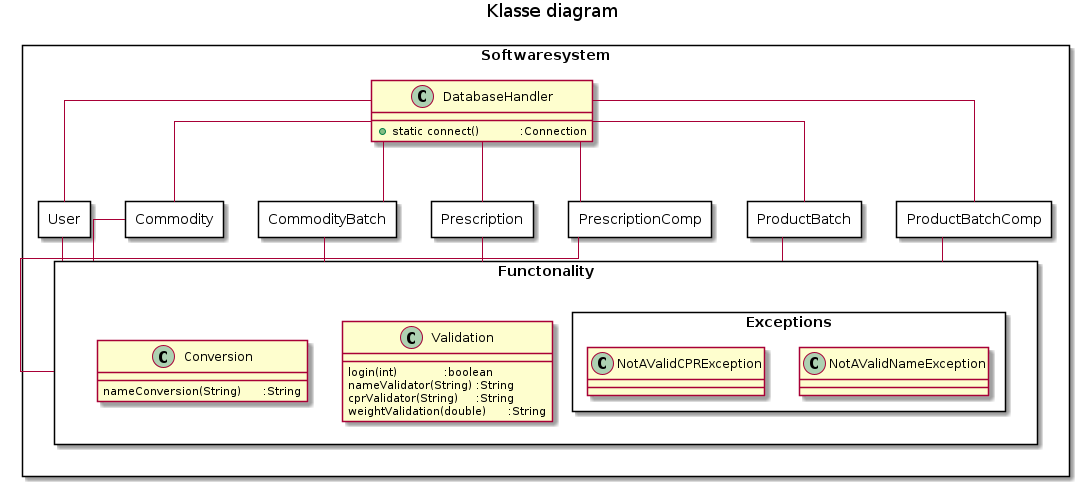 Klasse diagram
Softwaresystem
C DatabaseHandler
static connect() :Connection
User
Commodity
CommodityBatch
Prescription
PrescriptionComp
ProductBatch
ProductBatchComp
Functonality
C Conversion
nameConversion(String) :String
C Validation
login(int) :boolean
nameValidator(String) :String
cprValidator(String) :String
weightValidation(double) :String
Exceptions
C NotAValidCPRException
C NotAValidNameException